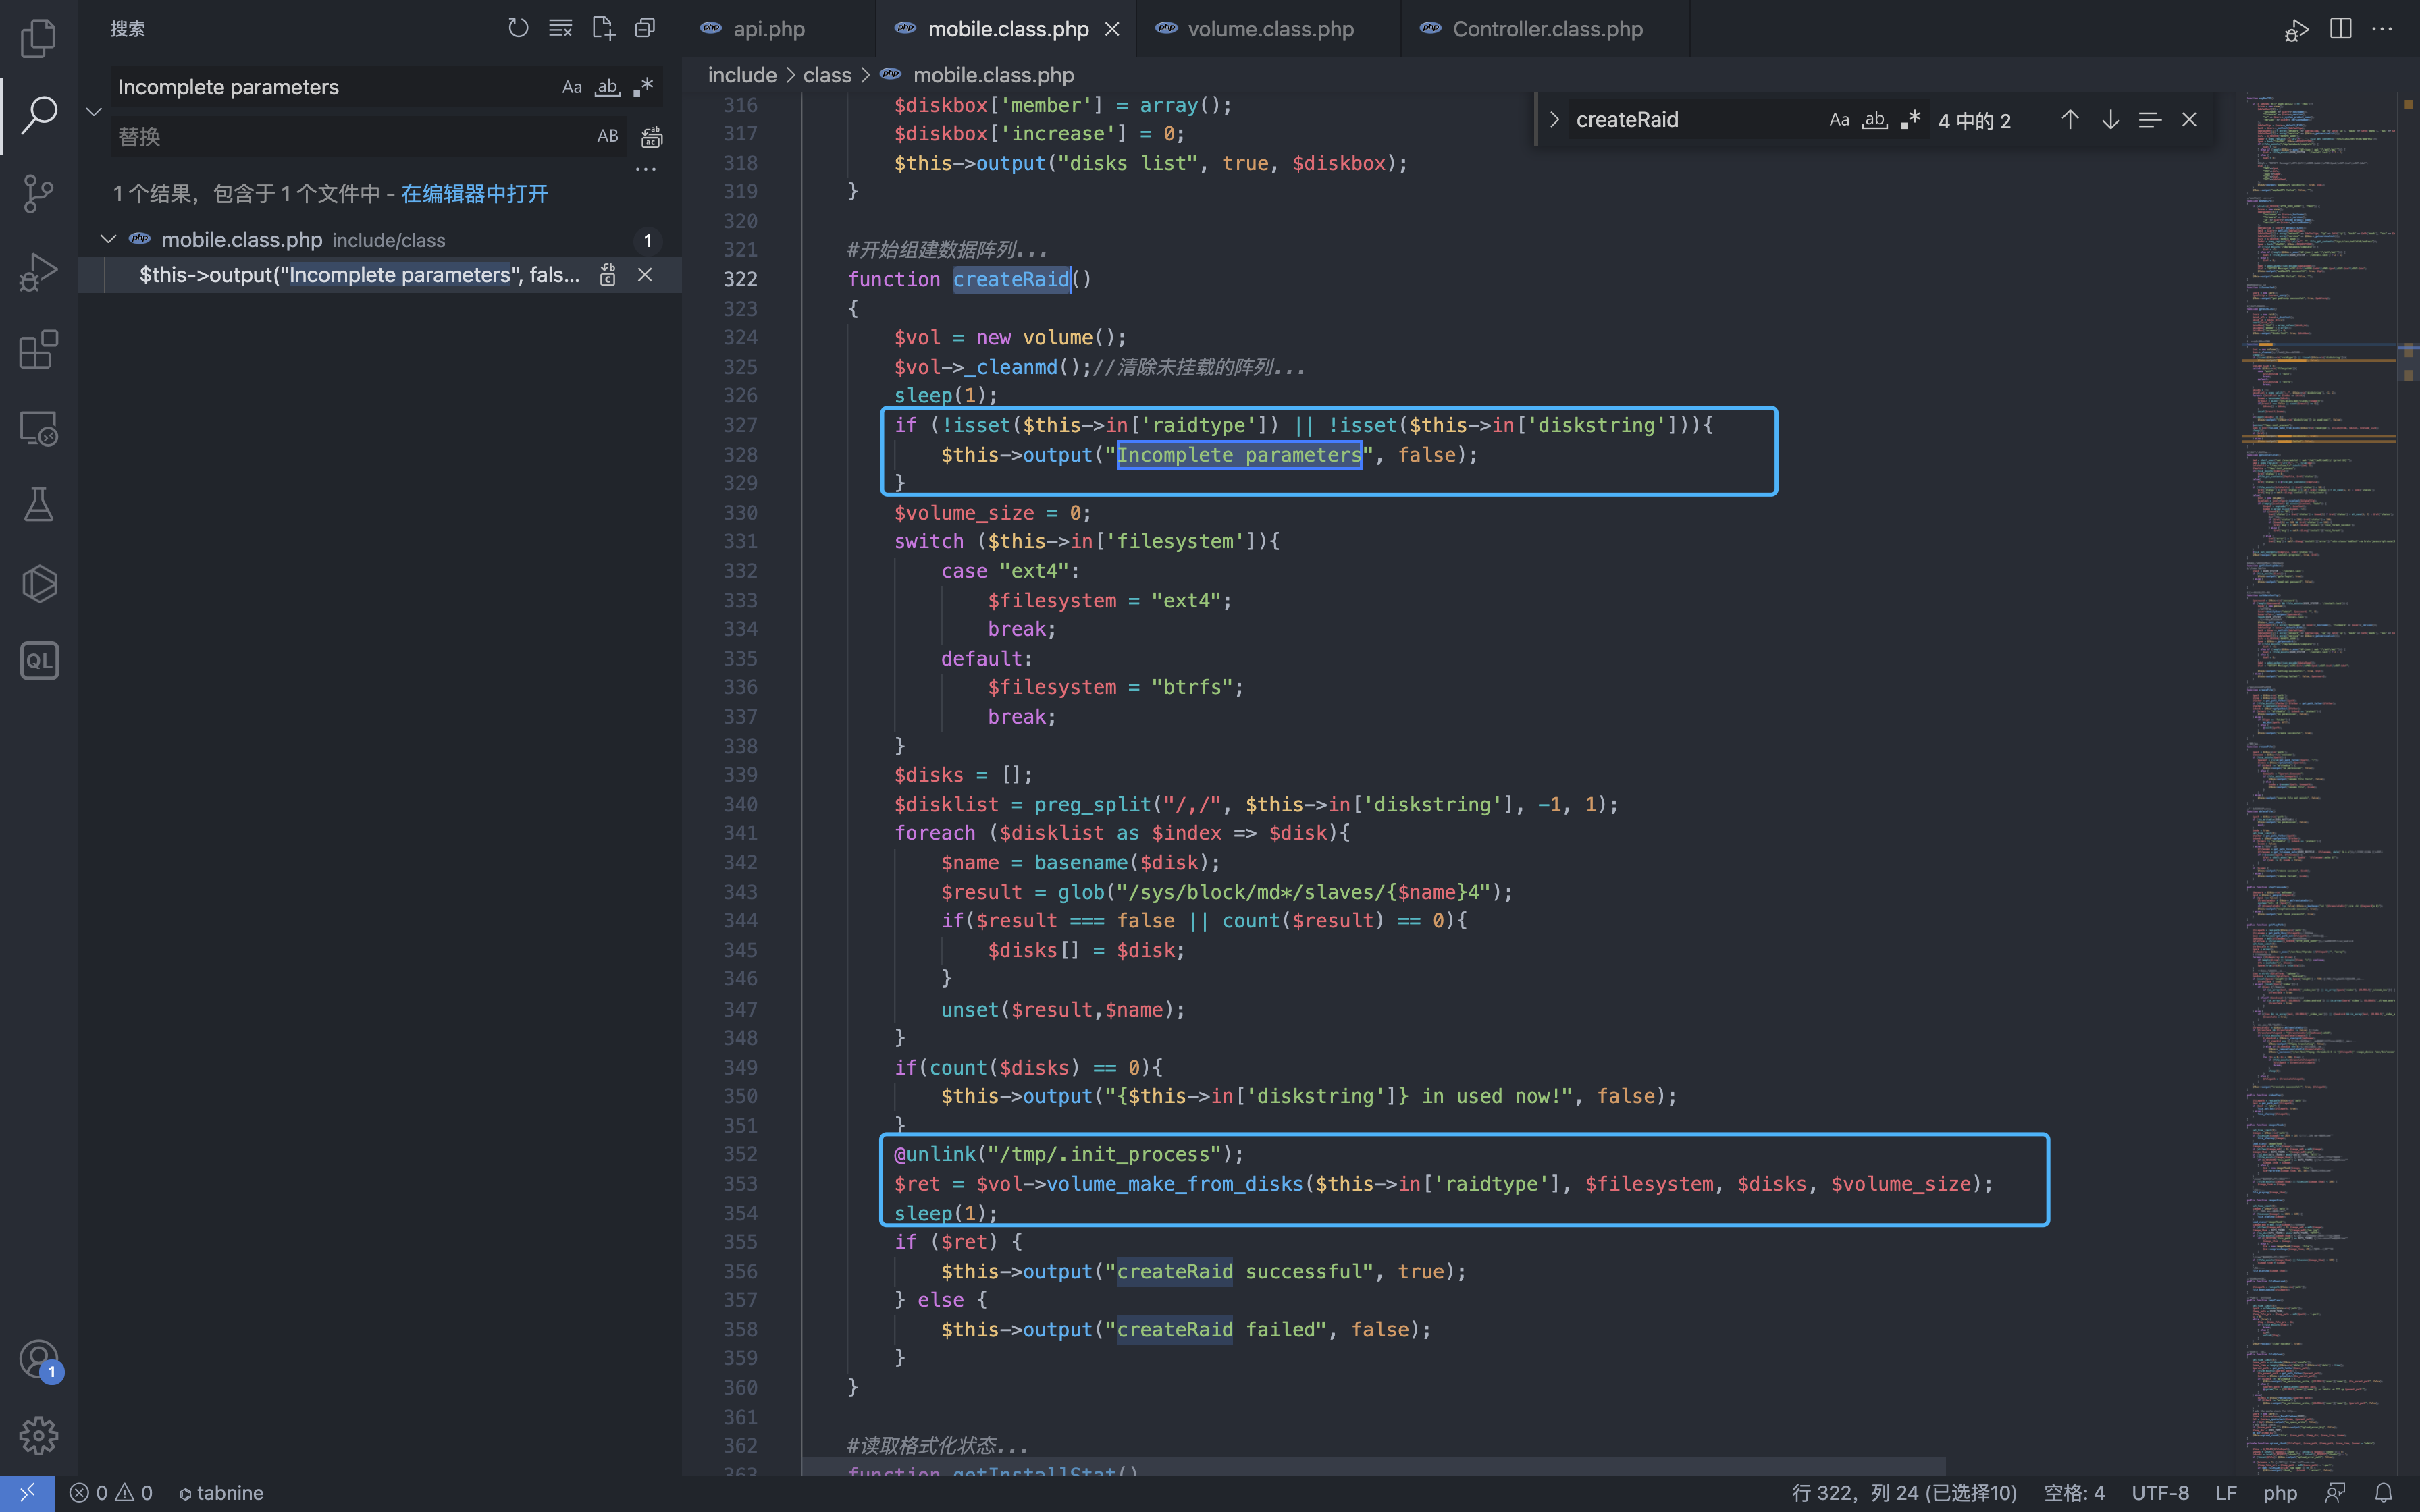 搜索
Incomplete parameters
Aa ab, .*
替换
AB
...
1 个结果，包含于 1 个文件中 - 在编辑器中打开
php mobile.class.php include/class 1
$this->output("Incomplete parameters", fals...
QL
1
php api.php php mobile.class.php php volume.class.php php Controller.class.php
include > class > php mobile.class.php
createRaid Aa ab, .* 4 中的 2
316 $diskbox['member'] = array();
317 $diskbox['increase'] = 0;
318 $this->output("disks list", true, $diskbox);
319 }
320
321 #开始组建数据阵列...
322 function createRaid()
323 {
324 $vol = new volume();
325 $vol->_cleanmd();//清除未挂载的阵列...
326 sleep(1);
327 if (!isset($this->in['raidtype']) || !isset($this->in['diskstring'])){
328 $this->output("Incomplete parameters", false);
329 }
330 $volume_size = 0;
331 switch ($this->in['filesystem']){
332 case "ext4":
333 $filesystem = "ext4";
334 break;
335 default:
336 $filesystem = "btrfs";
337 break;
338 }
339 $disks = [];
340 $disklist = preg_split("/,/", $this->in['diskstring'], -1, 1);
341 foreach ($disklist as $index => $disk){
342 $name = basename($disk);
343 $result = glob("/sys/block/md*/slaves/{$name}4");
344 if($result === false || count($result) == 0){
345 $disks[] = $disk;
346 }
347 unset($result,$name);
348 }
349 if(count($disks) == 0){
350 $this->output("{$this->in['diskstring']} in used now!", false);
351 }
352 @unlink("/tmp/.init_process");
353 $ret = $vol->volume_make_from_disks($this->in['raidtype'], $filesystem, $disks, $volume_size);
354 sleep(1);
355 if ($ret) {
356 $this->output("createRaid successful", true);
357 } else {
358 $this->output("createRaid failed", false);
359 }
360 }
361
362 #读取格式化状态...
363 function getInstallStat()
0 0 tabnine 行 322，列 24 (已选择10) 空格: 4 UTF-8 LF php